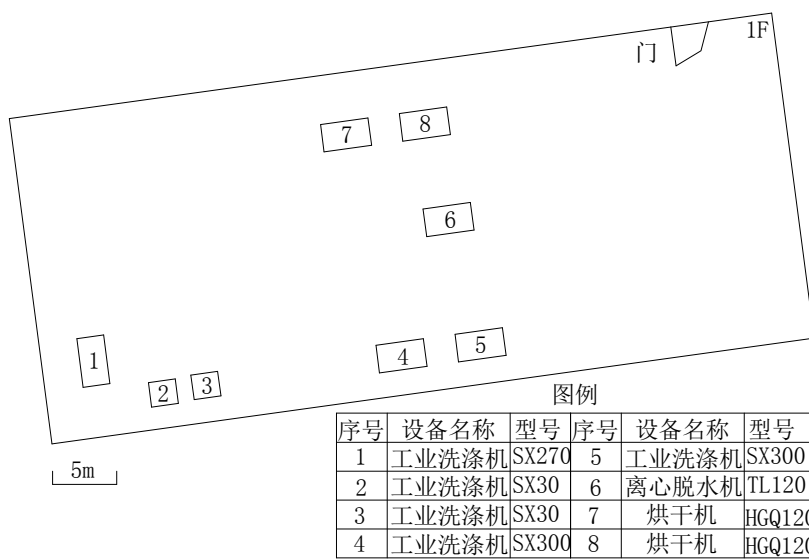 1F
门
7
8
6
1
2
3
4
5
图例
序号 设备名称 型号 序号 设备名称 型号
1 工业洗涤机 SX270 5 工业洗涤机 SX300
2 工业洗涤机 SX30 6 离心脱水机 TL120
3 工业洗涤机 SX30 7 烘干机 HGQ120
4 工业洗涤机 SX300 8 烘干机 HGQ120
5m